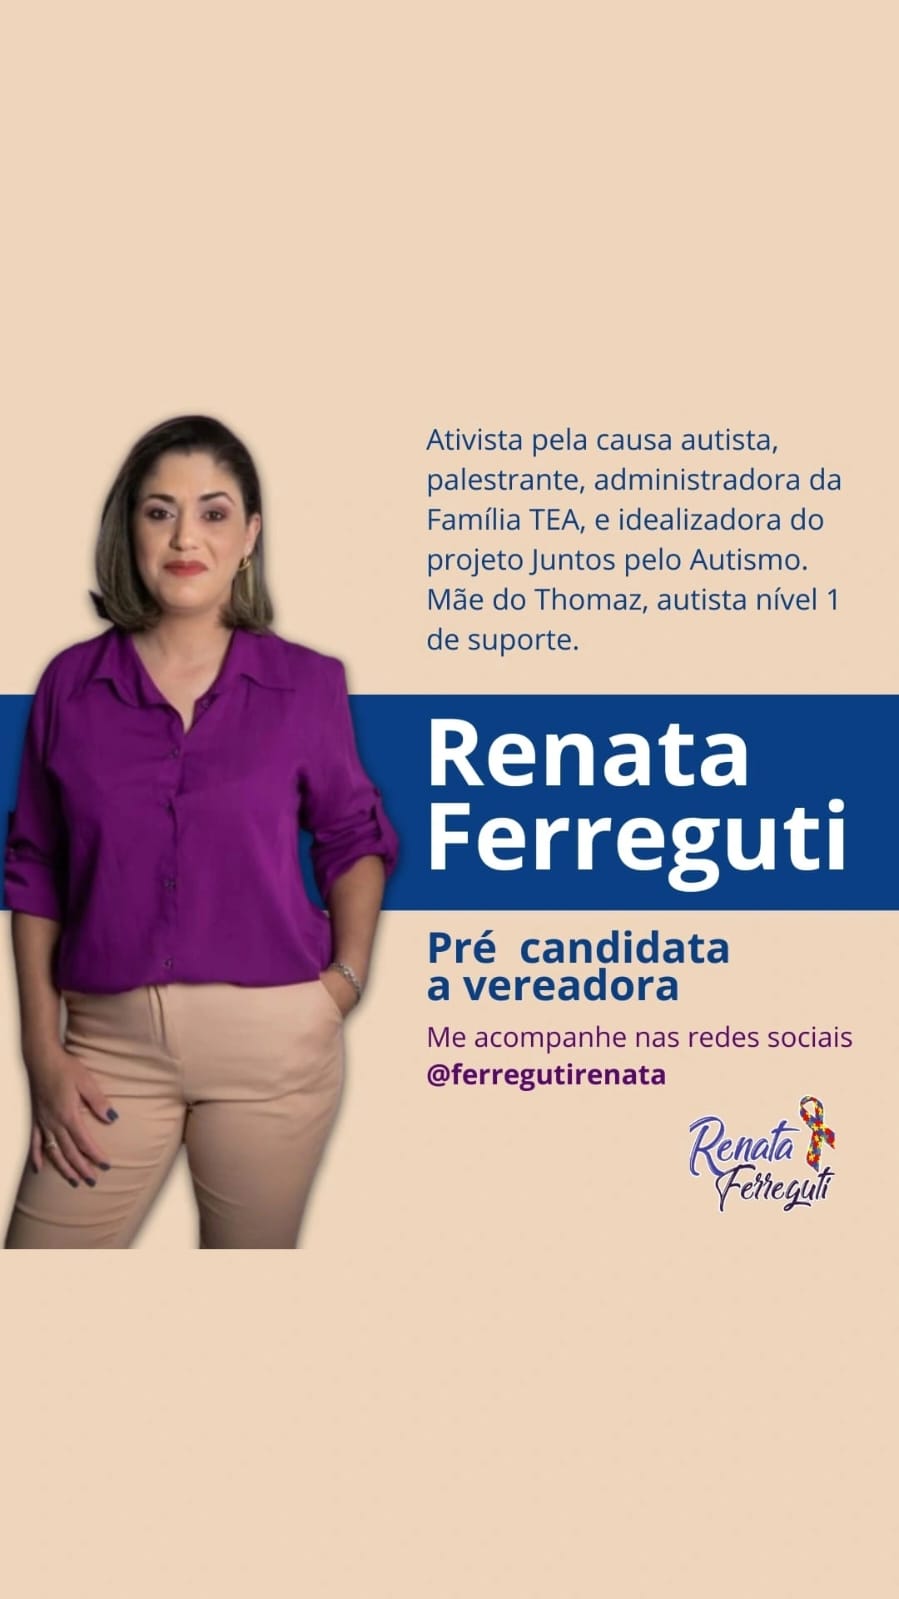 Ativista pela causa autista,
palestrante, administradora da
Família TEA, e idealizadora do
projeto Juntos pelo Autismo.
Mãe do Thomaz, autista nível 1
de suporte.
Renata
Ferreguti
Pré candidata
a vereadora
Me acompanhe nas redes sociais
@ferregutirenata
Renata
Ferreguti